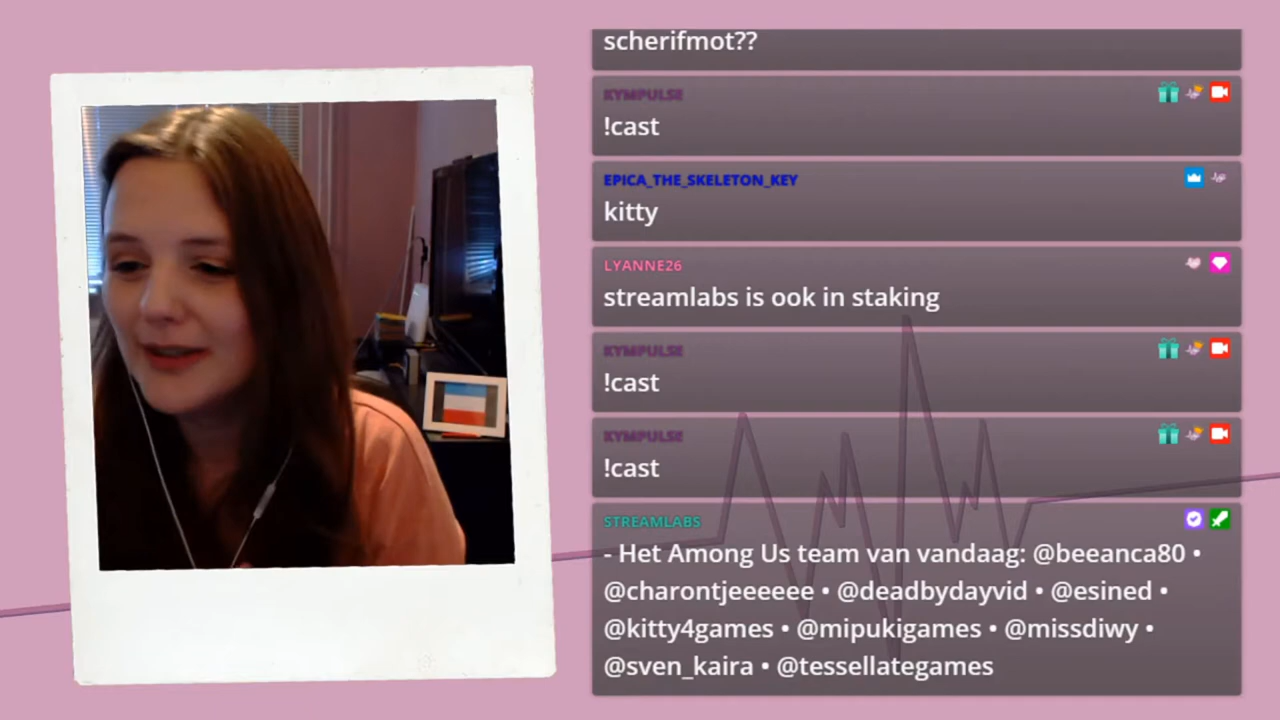 scherifmot??
KYMPULSE
!cast
EPICA_THE_SKELETON_KEY
kitty
LYANNE26
streamlabs is ook in staking
KYMPULSE
!cast
KYMPULSE
!cast
STREAMLABS
- Het Among Us team van vandaag: @beeanca80 •
@charontjeeeeee • @deadbydayvid • @esined •
@kitty4games • @mipukigames • @missdiwy •
@sven_kaira • @tessellategames